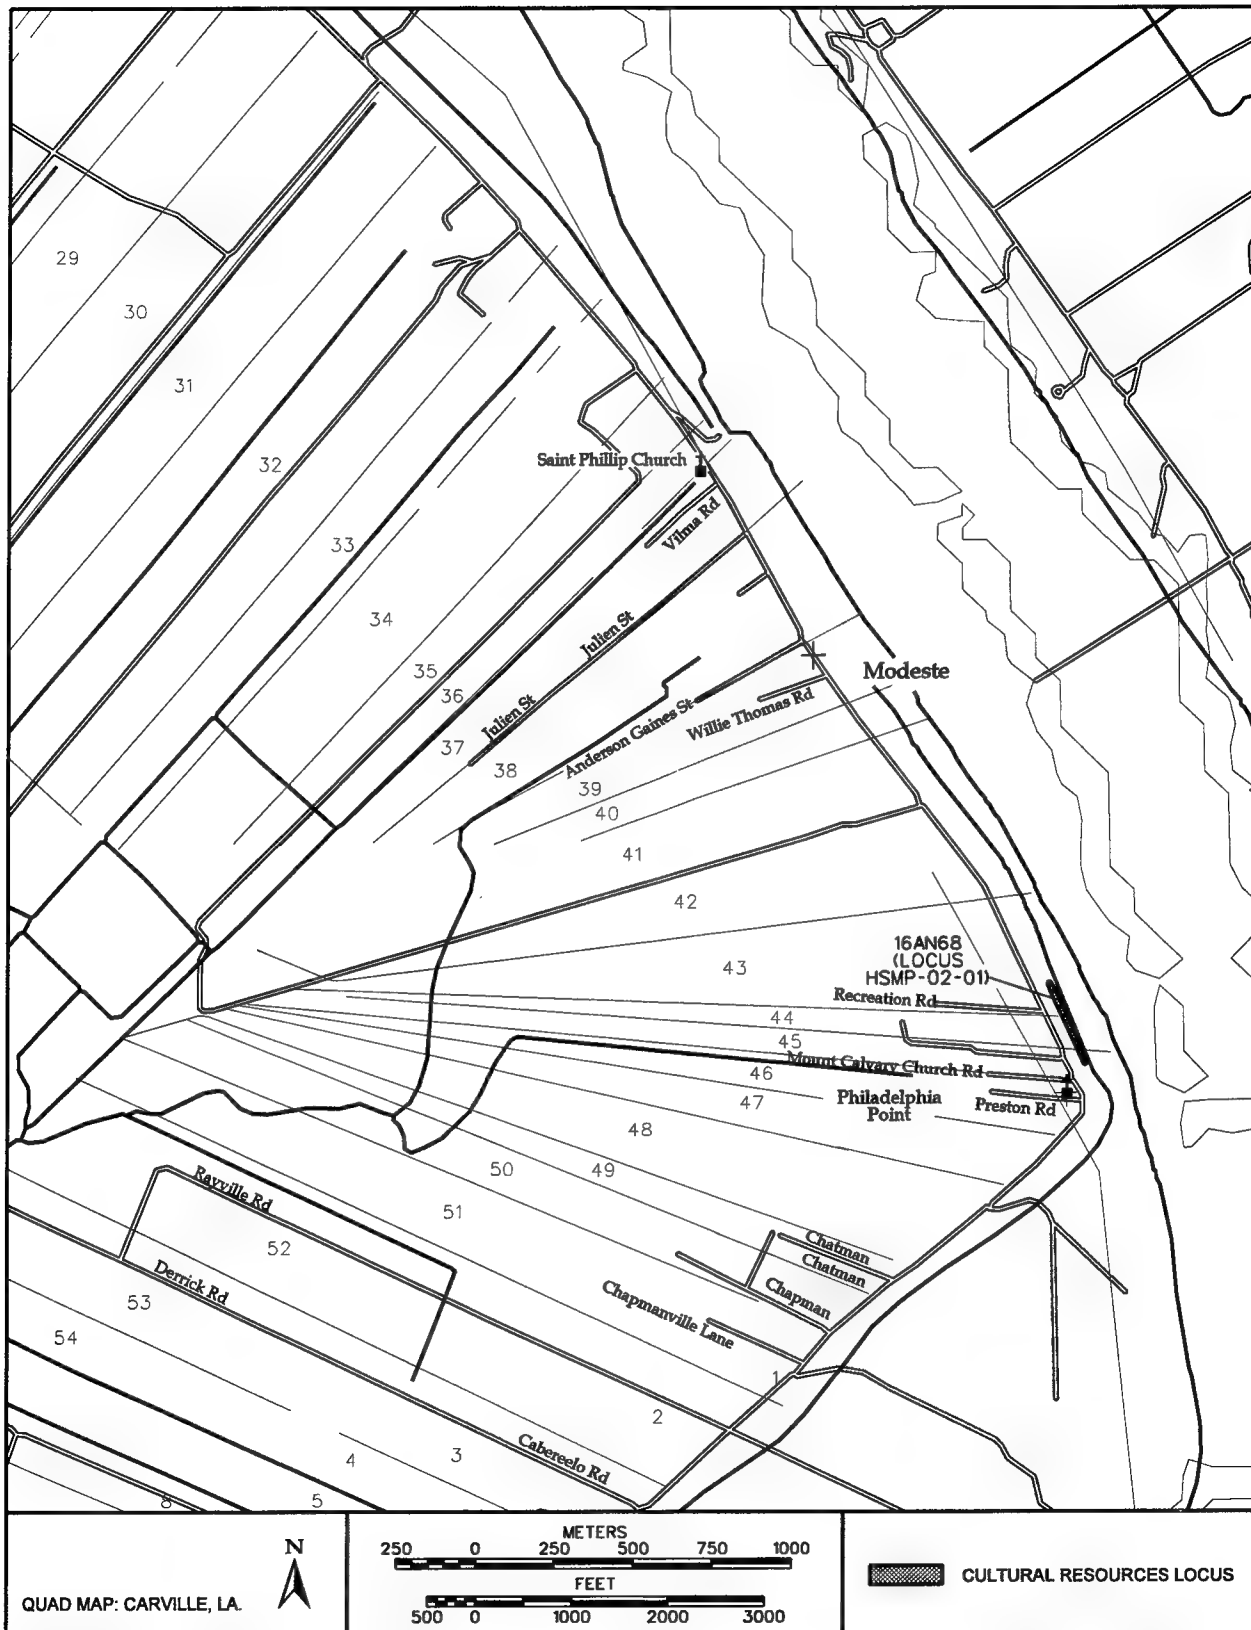 29
30
31
32
33
34
35
36
37
38
39
40
41
42
43
44
45
46
47
48
49
50
51
52
53
54
1
2
3
4
5
8
Saint Phillip Church
Vilma Rd
Julien St
Julien St
Modeste
Anderson Gaines St
Willie Thomas Rd
16AN68
(LOCUS
HSMP-02-01)
Recreation Rd
Mount Calvary Church Rd
Philadelphia
Point
Preston Rd
Rayville Rd
Derrick Rd
Chatman
Chatman
Chapman
Chapmanville Lane
Cabereelo Rd
QUAD MAP: CARVILLE, LA.
N
METERS
250 0 250 500 750 1000
FEET
500 0 1000 2000 3000
CULTURAL RESOURCES LOCUS